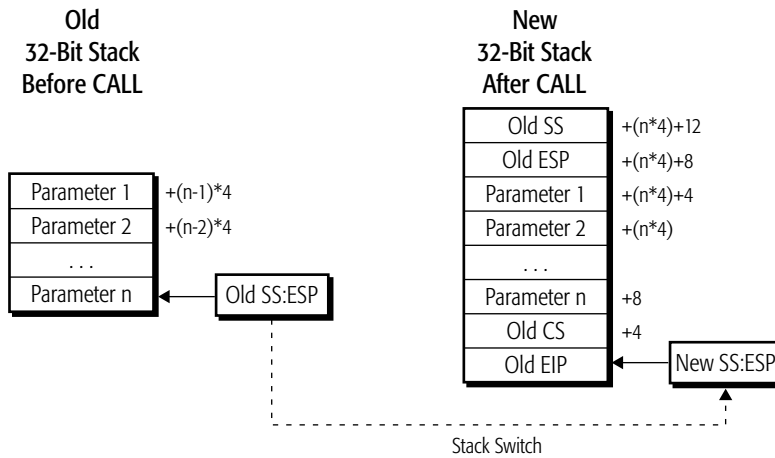 Old
32-Bit Stack
Before CALL
New
32-Bit Stack
After CALL
Old SS +(n*4)+12
Old ESP +(n*4)+8
Parameter 1 +(n-1)*4
Parameter 1 +(n*4)+4
Parameter 2 +(n-2)*4
Parameter 2 +(n*4)
. . .
. . .
Parameter n
Old SS:ESP
Parameter n +8
Old CS +4
Old EIP
New SS:ESP
Stack Switch